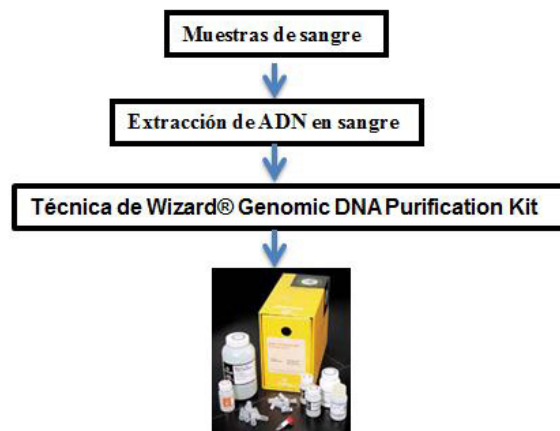 Muestras de sangre
Extracción de ADN en sangre
Técnica de Wizard® Genomic DNA Purification Kit